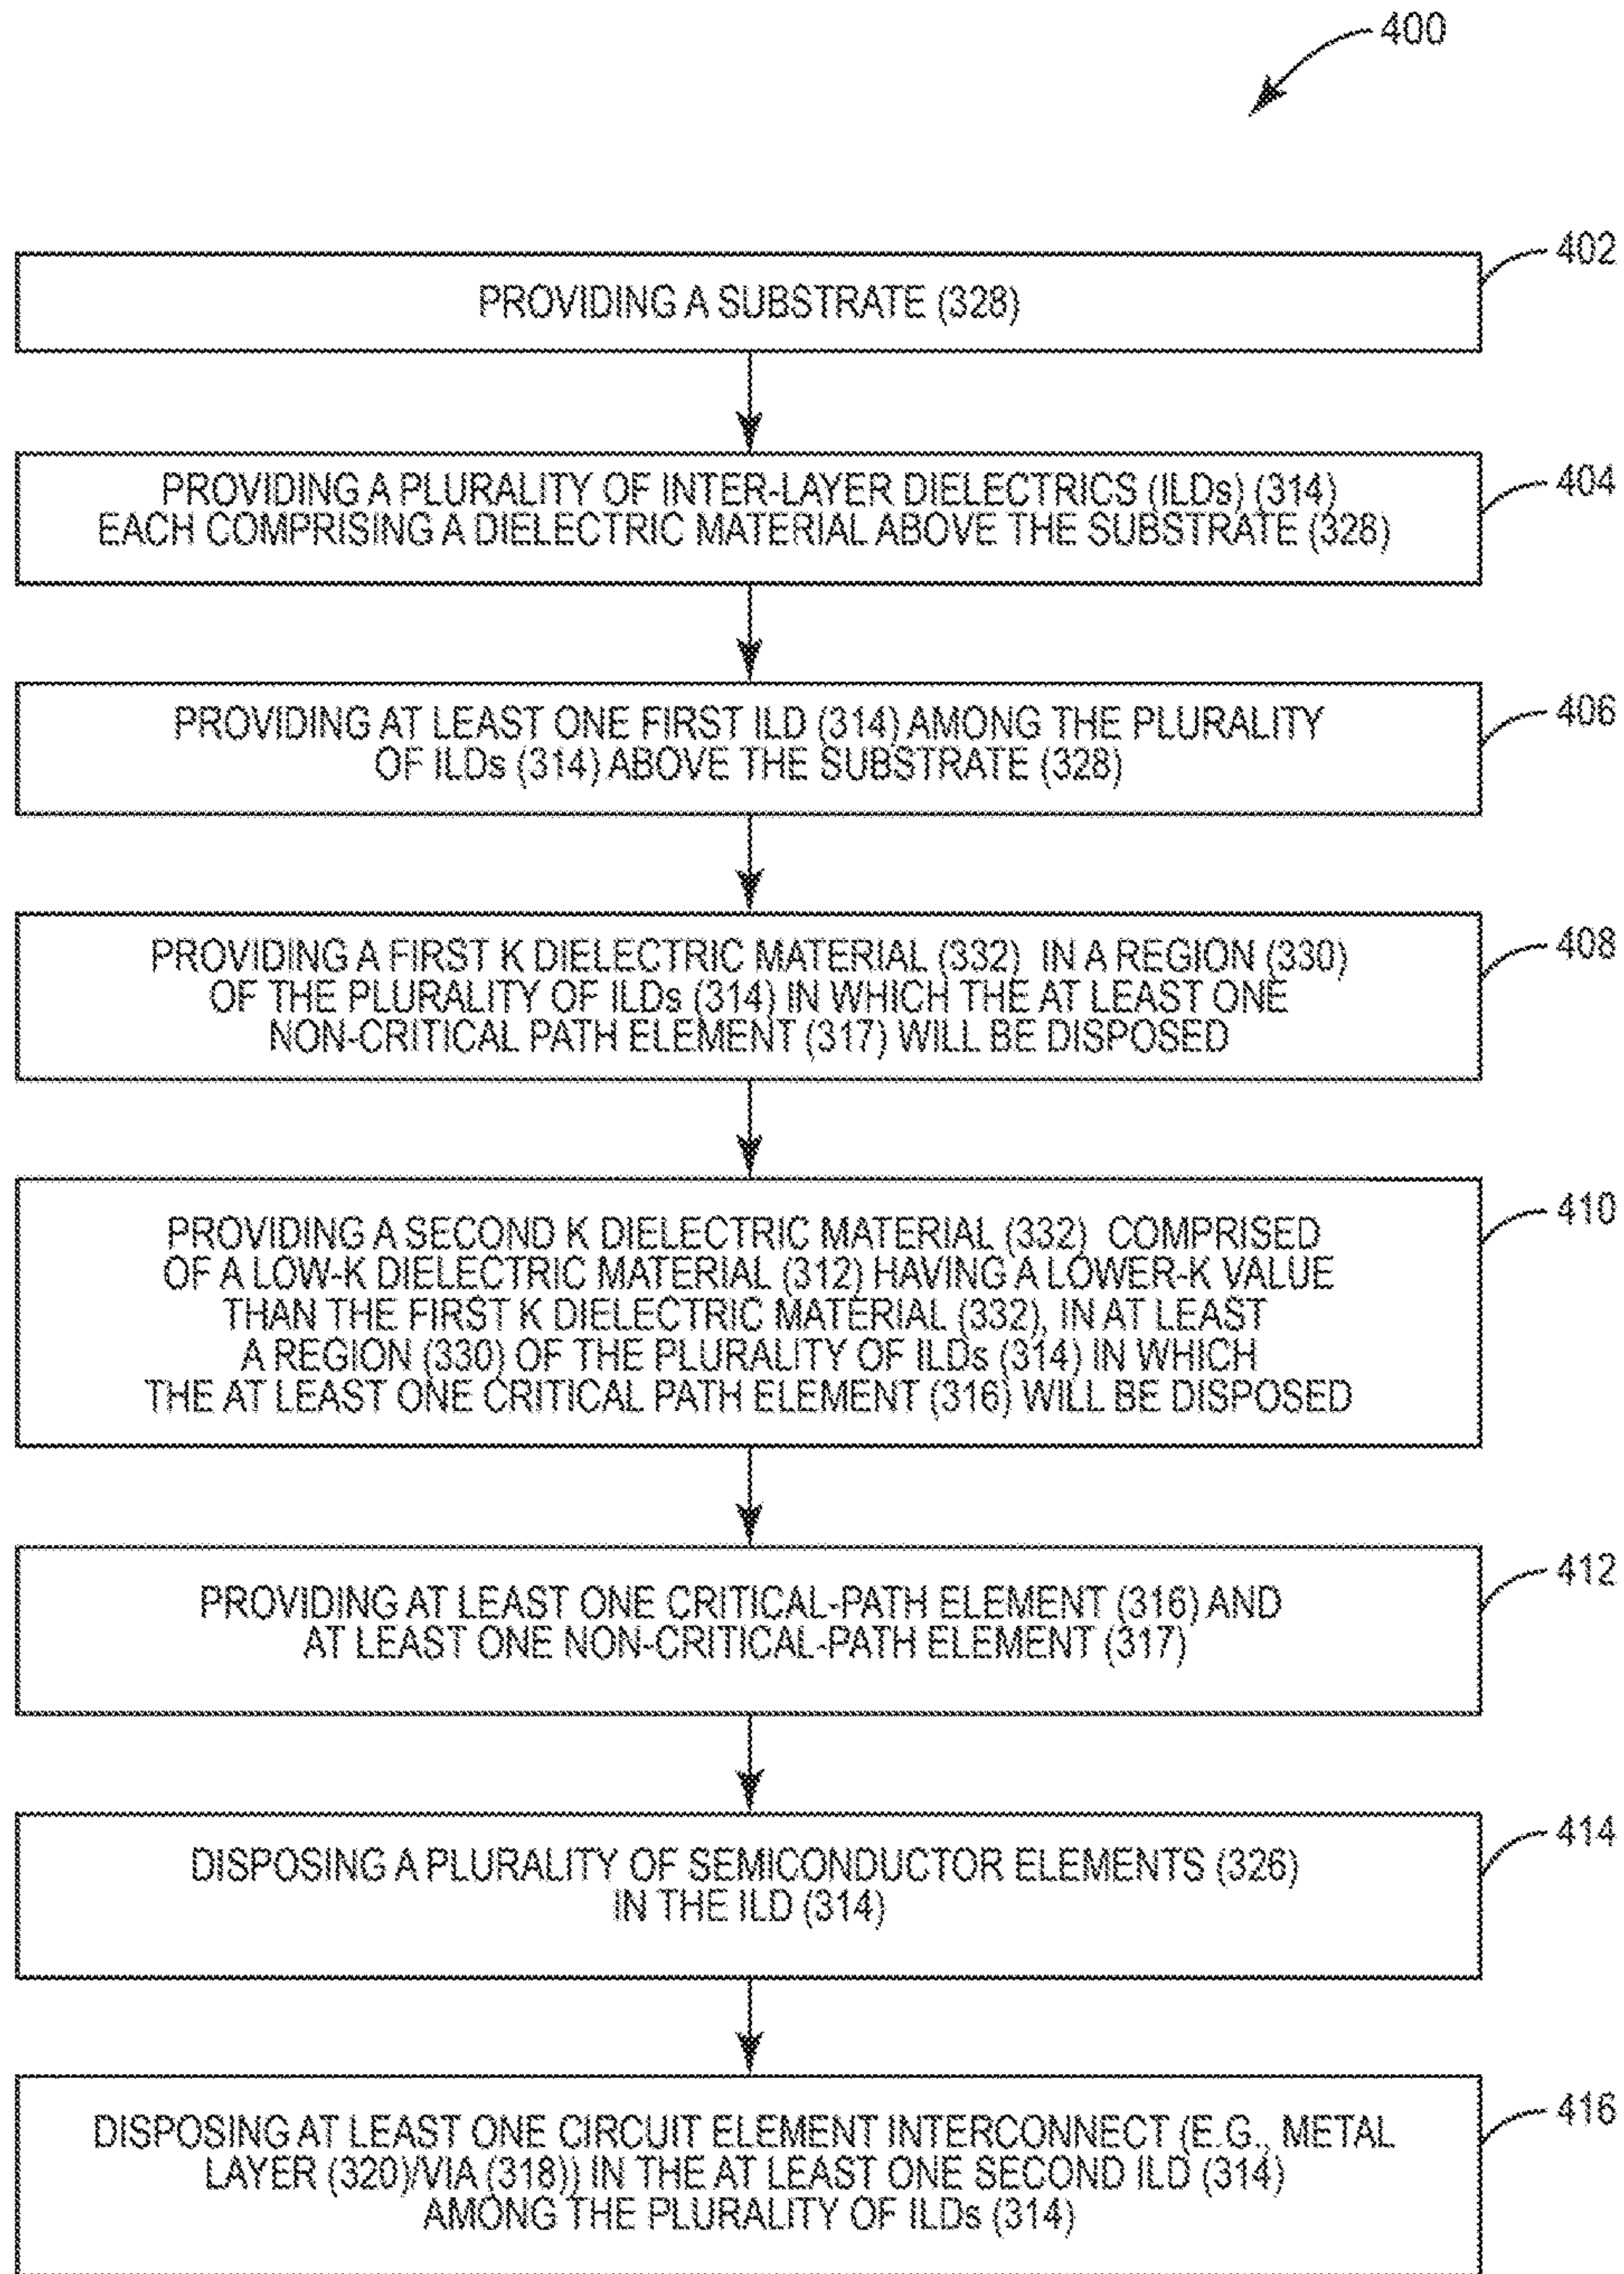 400
402
PROVIDING A SUBSTRATE (328)
404
PROVIDING A PLURALITY OF INTER-LAYER DIELECTRICS (ILDs) (314)
EACH COMPRISING A DIELECTRIC MATERIAL ABOVE THE SUBSTRATE (328)
406
PROVIDING AT LEAST ONE FIRST ILD (314) AMONG THE PLURALITY
OF ILDs (314) ABOVE THE SUBSTRATE (328)
408
PROVIDING A FIRST K DIELECTRIC MATERIAL (332) IN A REGION (330)
OF THE PLURALITY OF ILDs (314) IN WHICH THE AT LEAST ONE
NON-CRITICAL PATH ELEMENT (317) WILL BE DISPOSED
410
PROVIDING A SECOND K DIELECTRIC MATERIAL (332) COMPRISED
OF A LOW-K DIELECTRIC MATERIAL (312) HAVING A LOWER-K VALUE
THAN THE FIRST K DIELECTRIC MATERIAL (332), IN AT LEAST
A REGION (330) OF THE PLURALITY OF ILDs (314) IN WHICH
THE AT LEAST ONE CRITICAL PATH ELEMENT (316) WILL BE DISPOSED
412
PROVIDING AT LEAST ONE CRITICAL-PATH ELEMENT (316) AND
AT LEAST ONE NON-CRITICAL-PATH ELEMENT (317)
414
DISPOSING A PLURALITY OF SEMICONDUCTOR ELEMENTS (326)
IN THE ILD (314)
416
DISPOSING AT LEAST ONE CIRCUIT ELEMENT INTERCONNECT (E.G., METAL
LAYER (320)/VIA (318)) IN THE AT LEAST ONE SECOND ILD (314)
AMONG THE PLURALITY OF ILDs (314)